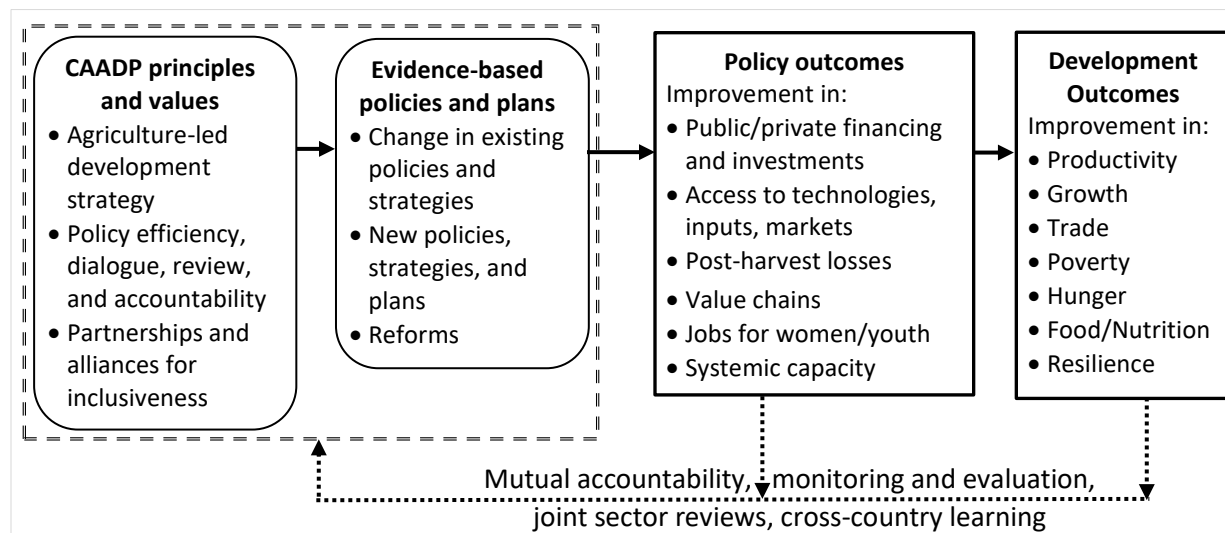 CAADP principles
and values
• Agriculture-led
development
strategy
• Policy efficiency,
dialogue, review,
and accountability
• Partnerships and
alliances for
inclusiveness
Evidence-based
policies and plans
• Change in existing
policies and
strategies
• New policies,
strategies, and
plans
• Reforms
Policy outcomes
Improvement in:
• Public/private financing
and investments
• Access to technologies,
inputs, markets
• Post-harvest losses
• Value chains
• Jobs for women/youth
• Systemic capacity
Development
Outcomes
Improvement in:
• Productivity
• Growth
• Trade
• Poverty
• Hunger
• Food/Nutrition
• Resilience
Mutual accountability, monitoring and evaluation,
joint sector reviews, cross-country learning